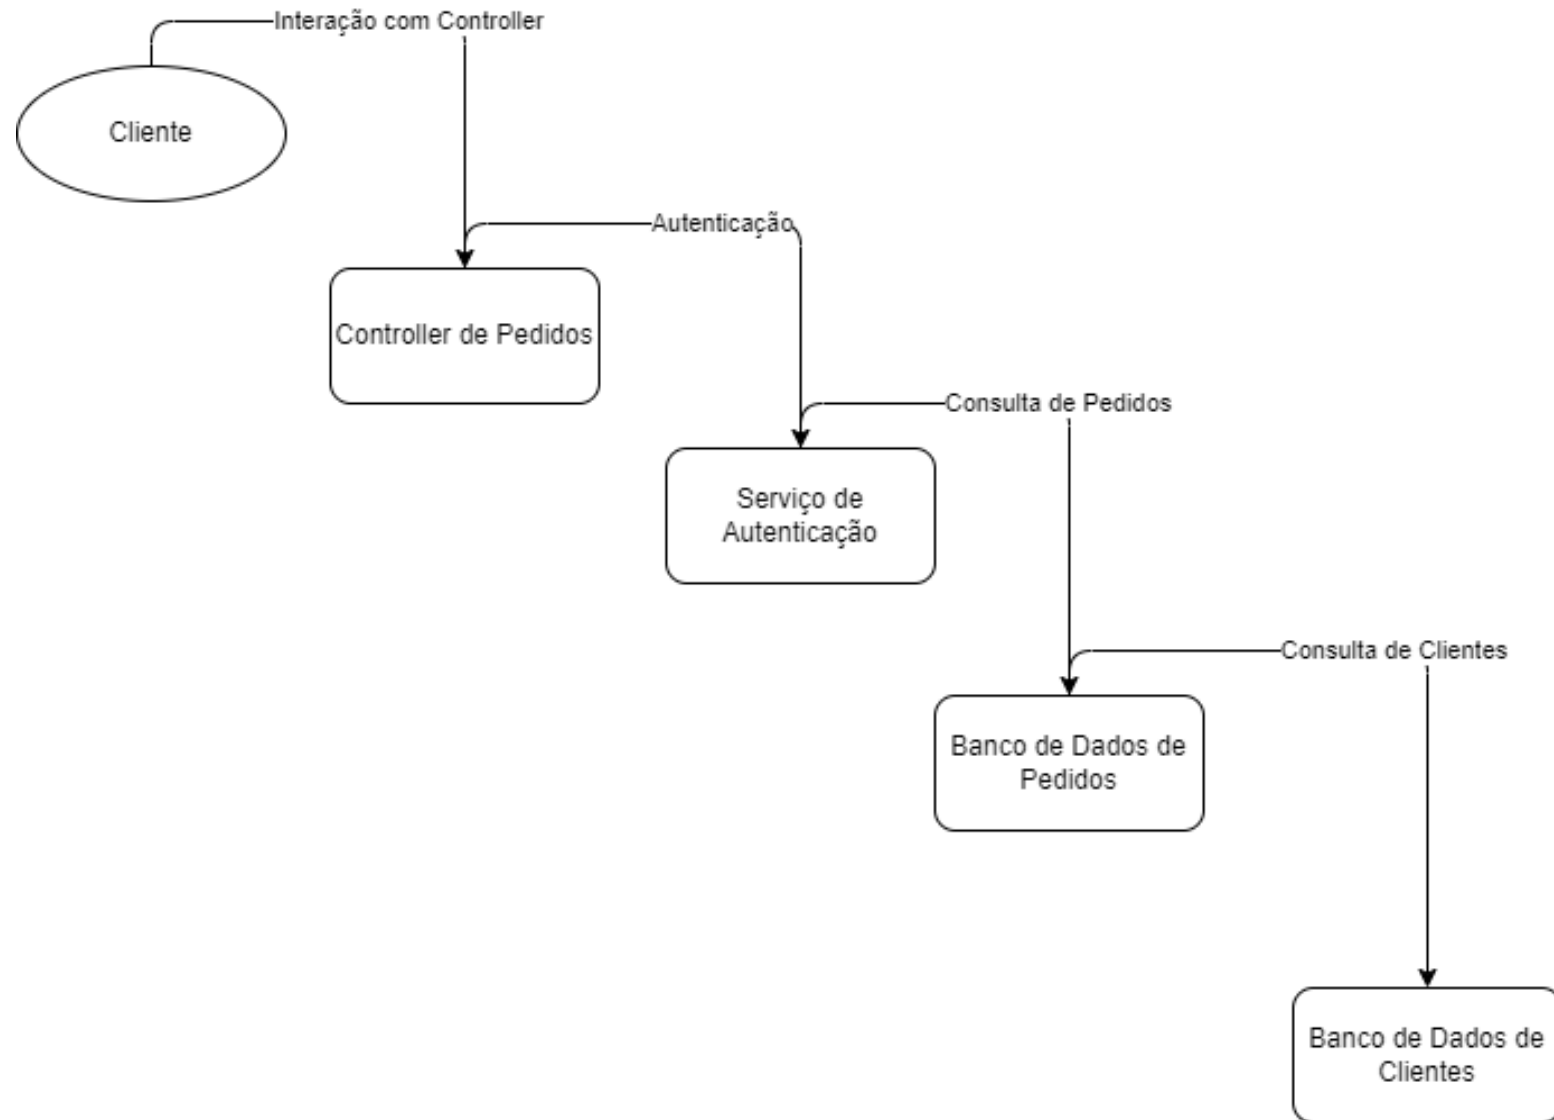 Interação com Controller
Cliente
Autenticação
Controller de Pedidos
Consulta de Pedidos
Serviço de
Autenticação
Consulta de Clientes
Banco de Dados de
Pedidos
Banco de Dados de
Clientes